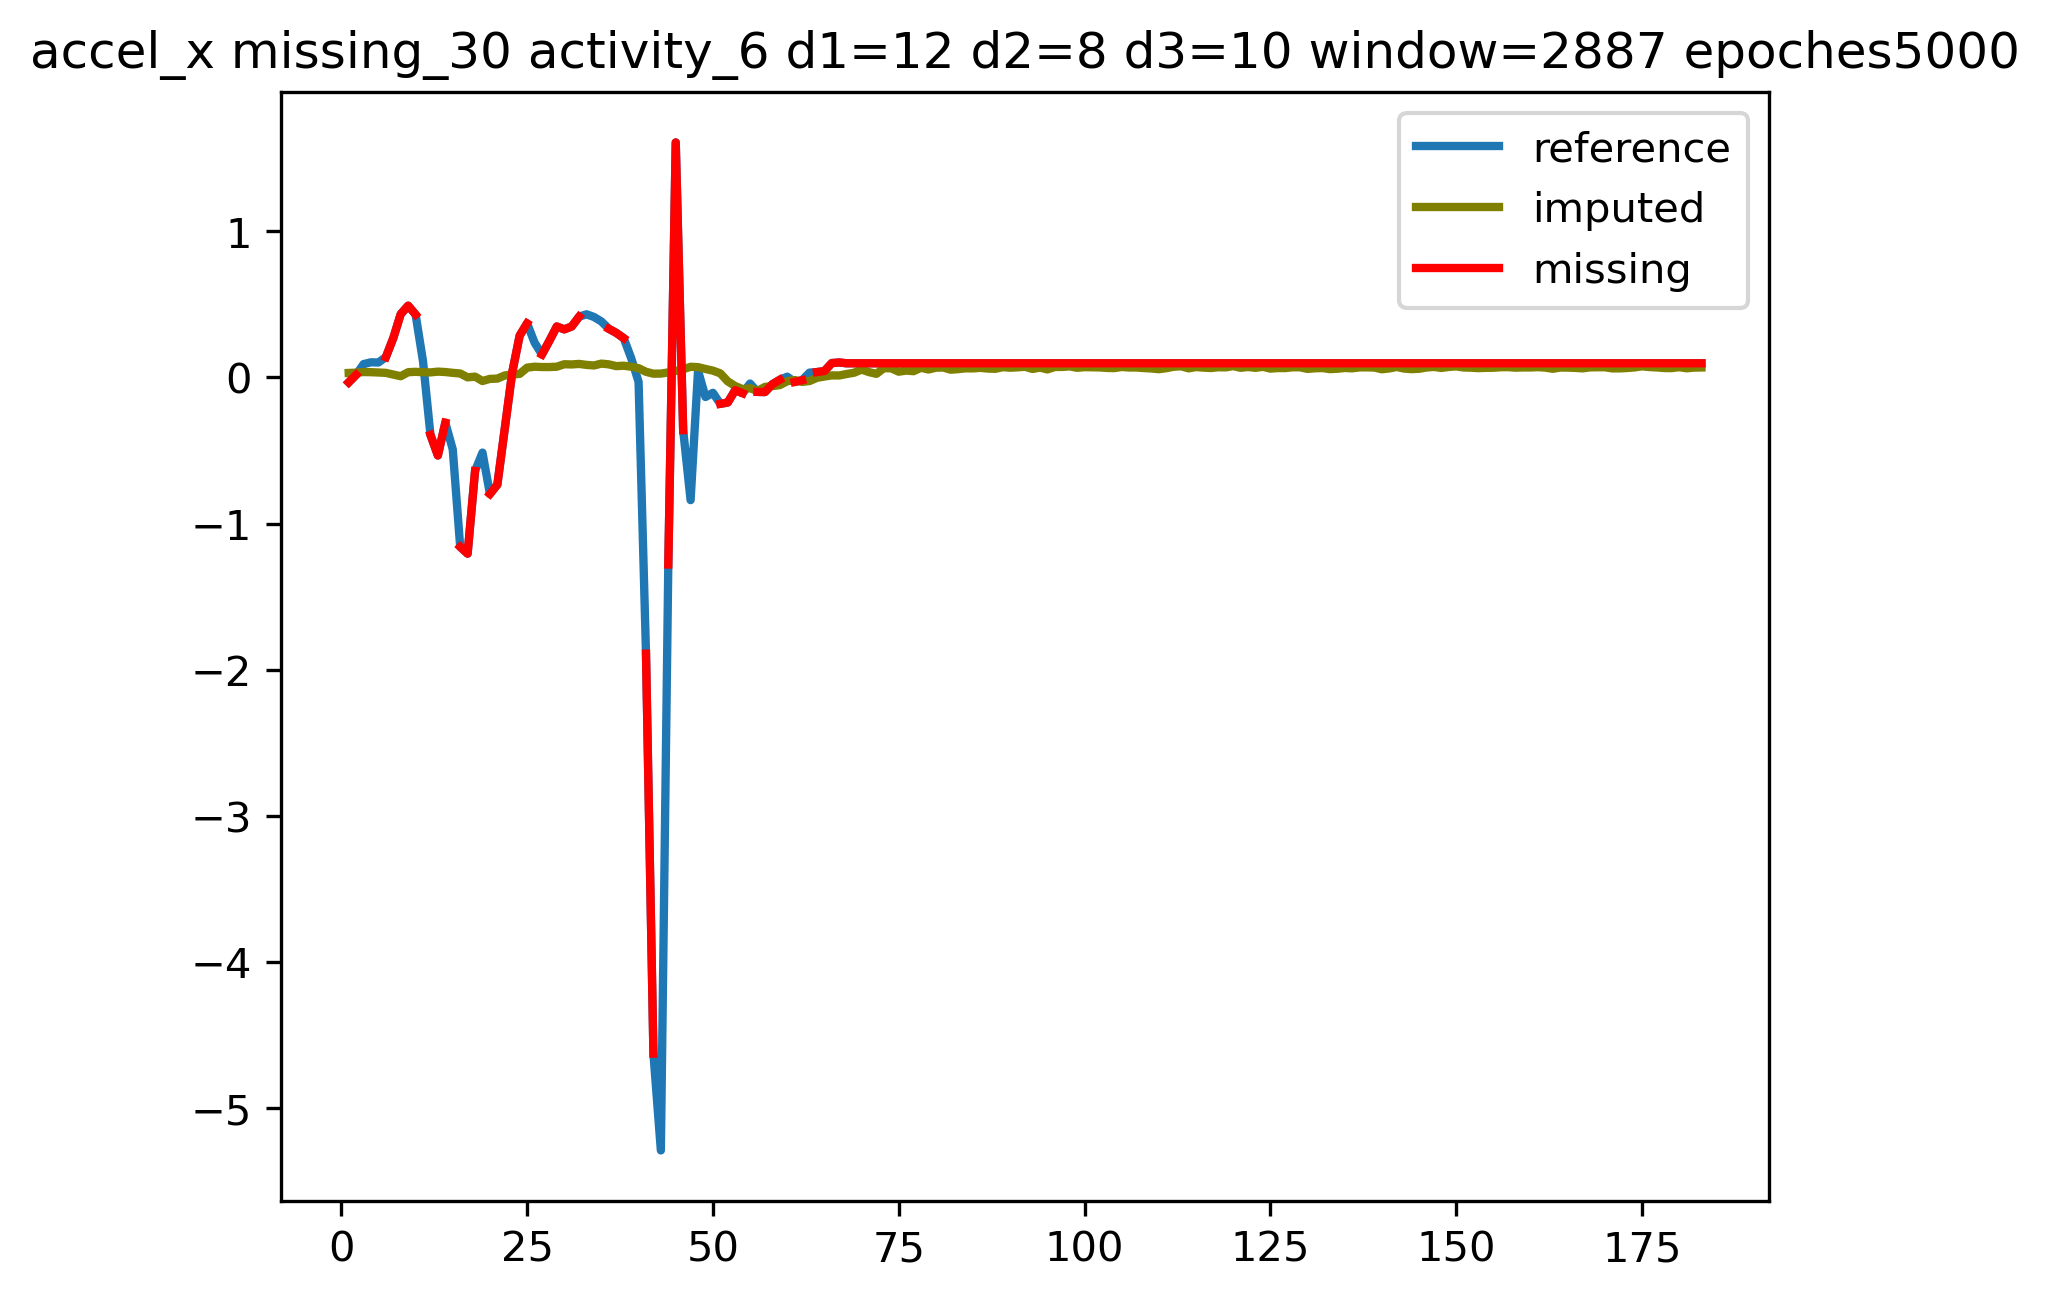 accel_x missing_30 activity_6 d1=12 d2=8 d3=10 window=2887 epoches5000
reference
imputed
missing
1
0
−1
−2
−3
−4
−5
0 25 50 75 100 125 150 175